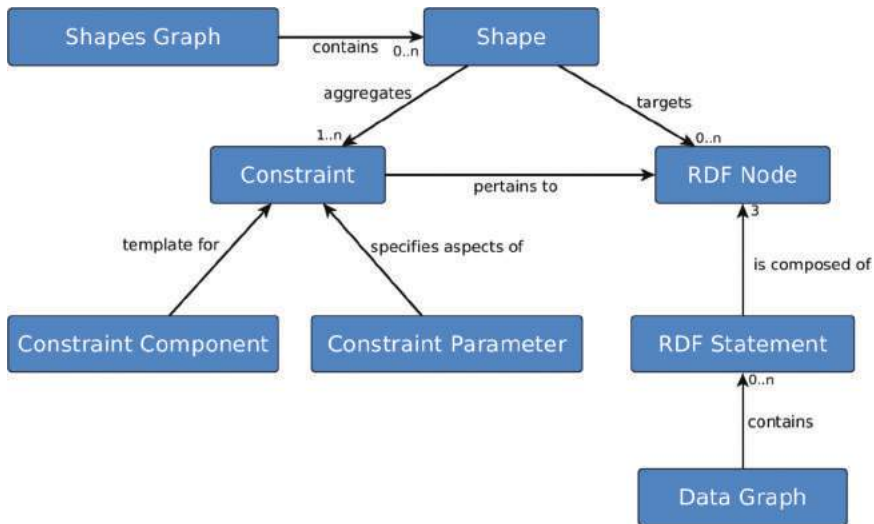 Shapes Graph
contains
0..n
Shape
aggregates
targets
1..n
0..n
Constraint
pertains to
RDF Node
3
template for
specifies aspects of
is composed of
Constraint Component
Constraint Parameter
RDF Statement
0..n
contains
Data Graph